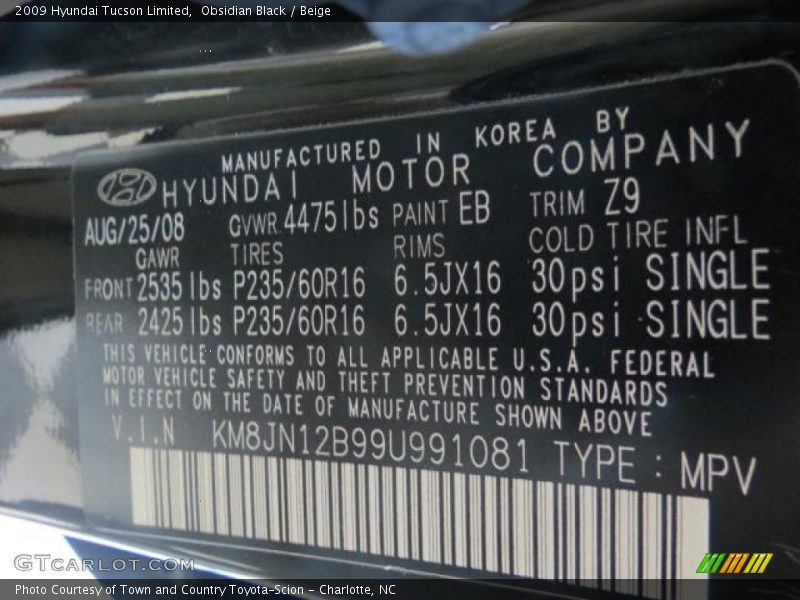 2009 Hyundai Tucson Limited, Obsidian Black / Beige
MANUFACTURED IN KOREA BY
HYUNDAI MOTOR COMPANY
AUG/25/08 GVWR 4475lbs PAINT EB TRIM Z9
GAWR TIRES RIMS COLD TIRE INFL
FRONT 2535 lbs P235/60R16 6.5JX16 30psi SINGLE
REAR 2425 lbs P235/60R16 6.5JX16 30psi SINGLE
THIS VEHICLE CONFORMS TO ALL APPLICABLE U.S.A. FEDERAL
MOTOR VEHICLE SAFETY AND THEFT PREVENTION STANDARDS
IN EFFECT ON THE DATE OF MANUFACTURE SHOWN ABOVE
V.I.N KM8JN12B99U991081 TYPE : MPV
GTCARLOT.COM
Photo Courtesy of Town and Country Toyota-Scion - Charlotte, NC